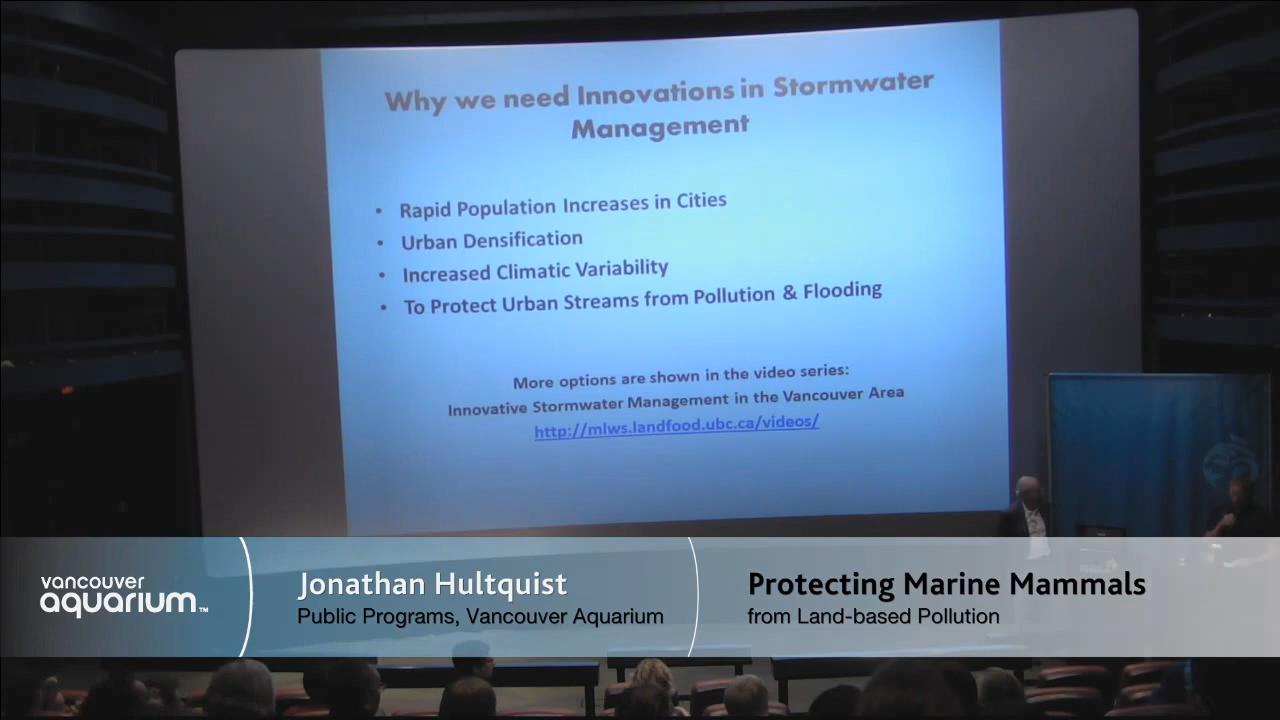 Why we need Innovations in Stormwater
Management
• Rapid Population Increases in Cities
• Urban Densification
• Increased Climatic Variability
• To Protect Urban Streams from Pollution & Flooding
More options are shown in the video series:
Innovative Stormwater Management in the Vancouver Area
http://mlws.landfood.ubc.ca/videos/
vancouver
aquarium™
Jonathan Hultquist
Public Programs, Vancouver Aquarium
Protecting Marine Mammals
from Land-based Pollution